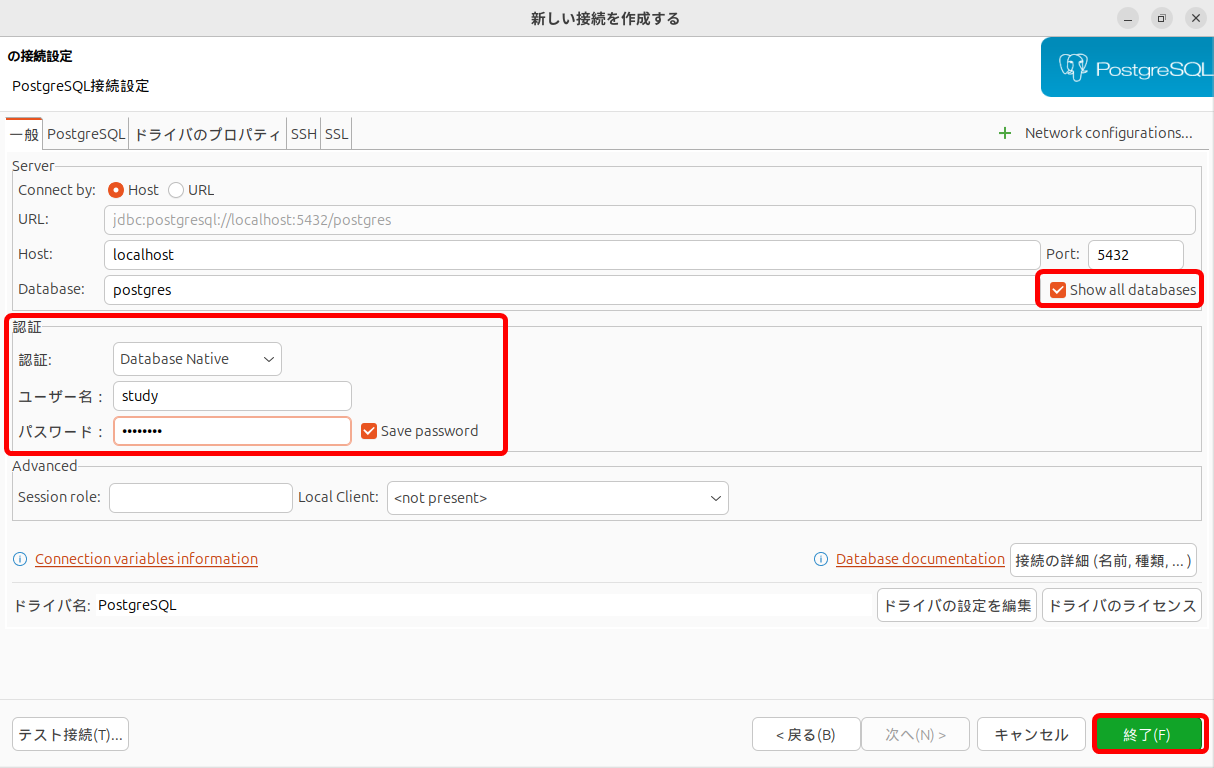 新しい接続を作成する
の接続設定
PostgreSQL接続設定
PostgreSQL
一般 PostgreSQL ドライバのプロパティ SSH SSL
Network configurations...
Server
Connect by: Host URL
URL: jdbc:postgresql://localhost:5432/postgres
Host: localhost Port: 5432
Database: postgres Show all databases
認証
認証: Database Native
ユーザー名： study
パスワード： •••••••• Save password
Advanced
Session role: Local Client: <not present>
Connection variables information Database documentation 接続の詳細 (名前, 種類, ... )
ドライバ名: PostgreSQL ドライバの設定を編集 ドライバのライセンス
テスト接続(T)... < 戻る(B) 次へ(N) > キャンセル 終了(F)